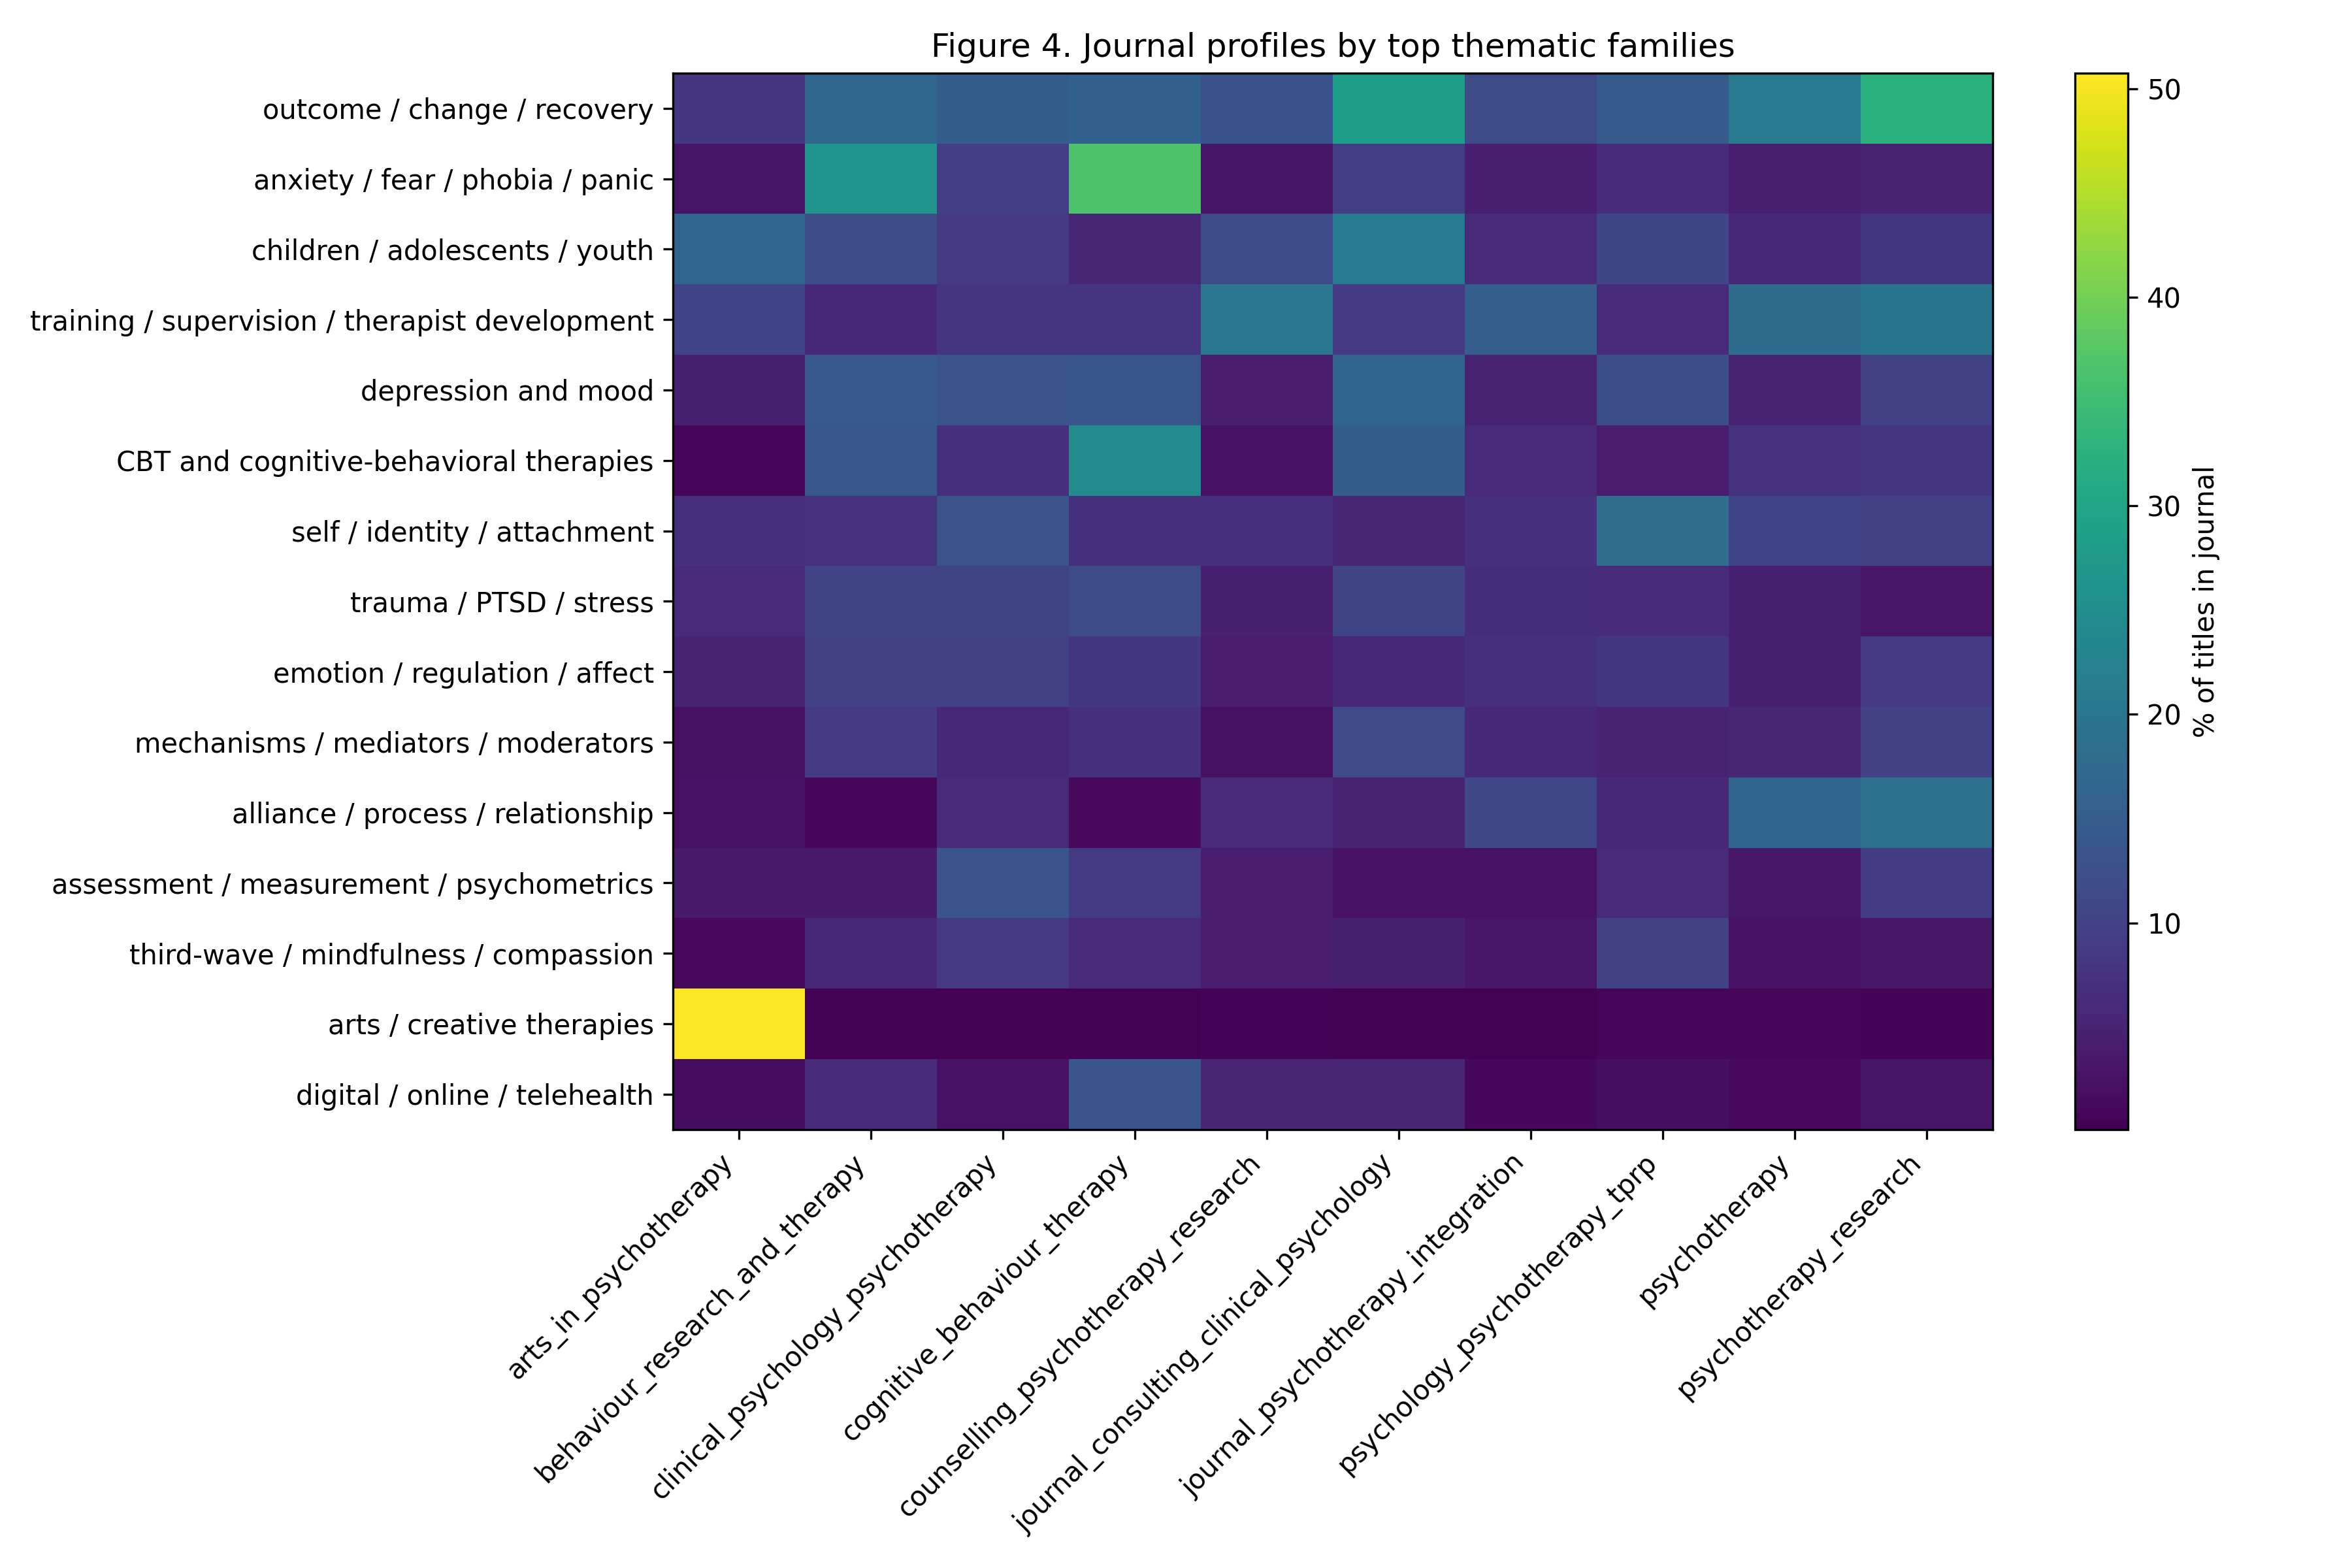 Figure 4. Journal profiles by top thematic families
outcome / change / recovery
anxiety / fear / phobia / panic
children / adolescents / youth
training / supervision / therapist development
depression and mood
CBT and cognitive-behavioral therapies
self / identity / attachment
trauma / PTSD / stress
emotion / regulation / affect
mechanisms / mediators / moderators
alliance / process / relationship
assessment / measurement / psychometrics
third-wave / mindfulness / compassion
arts / creative therapies
digital / online / telehealth
arts_in_psychotherapy
behaviour_research_and_therapy
clinical_psychology_psychotherapy
cognitive_behaviour_therapy
counselling_psychotherapy_research
journal_consulting_clinical_psychology
journal_psychotherapy_integration
psychology_psychotherapy_tprp
psychotherapy
psychotherapy_research
50
40
30
20
10
% of titles in journal